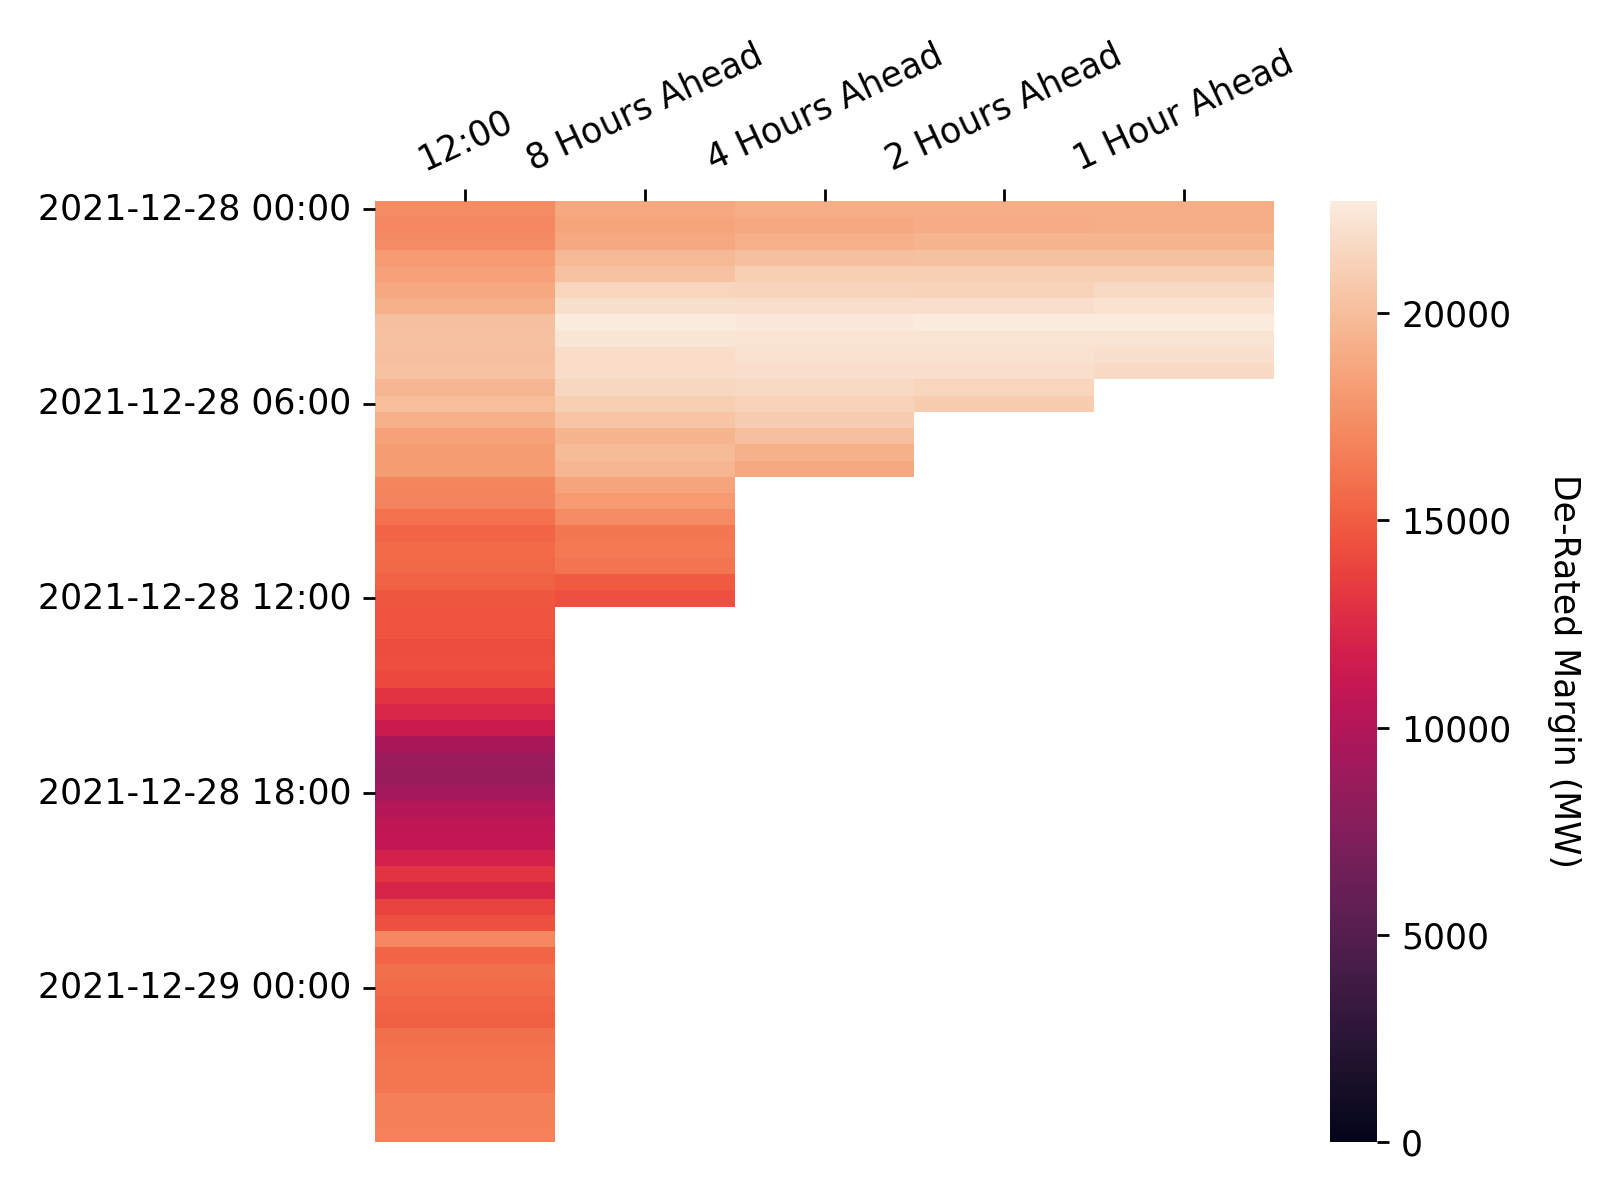 12:00
8 Hours Ahead
4 Hours Ahead
2 Hours Ahead
1 Hour Ahead
2021-12-28 00:00
2021-12-28 06:00
2021-12-28 12:00
2021-12-28 18:00
2021-12-29 00:00
20000
15000
10000
5000
0
De-Rated Margin (MW)